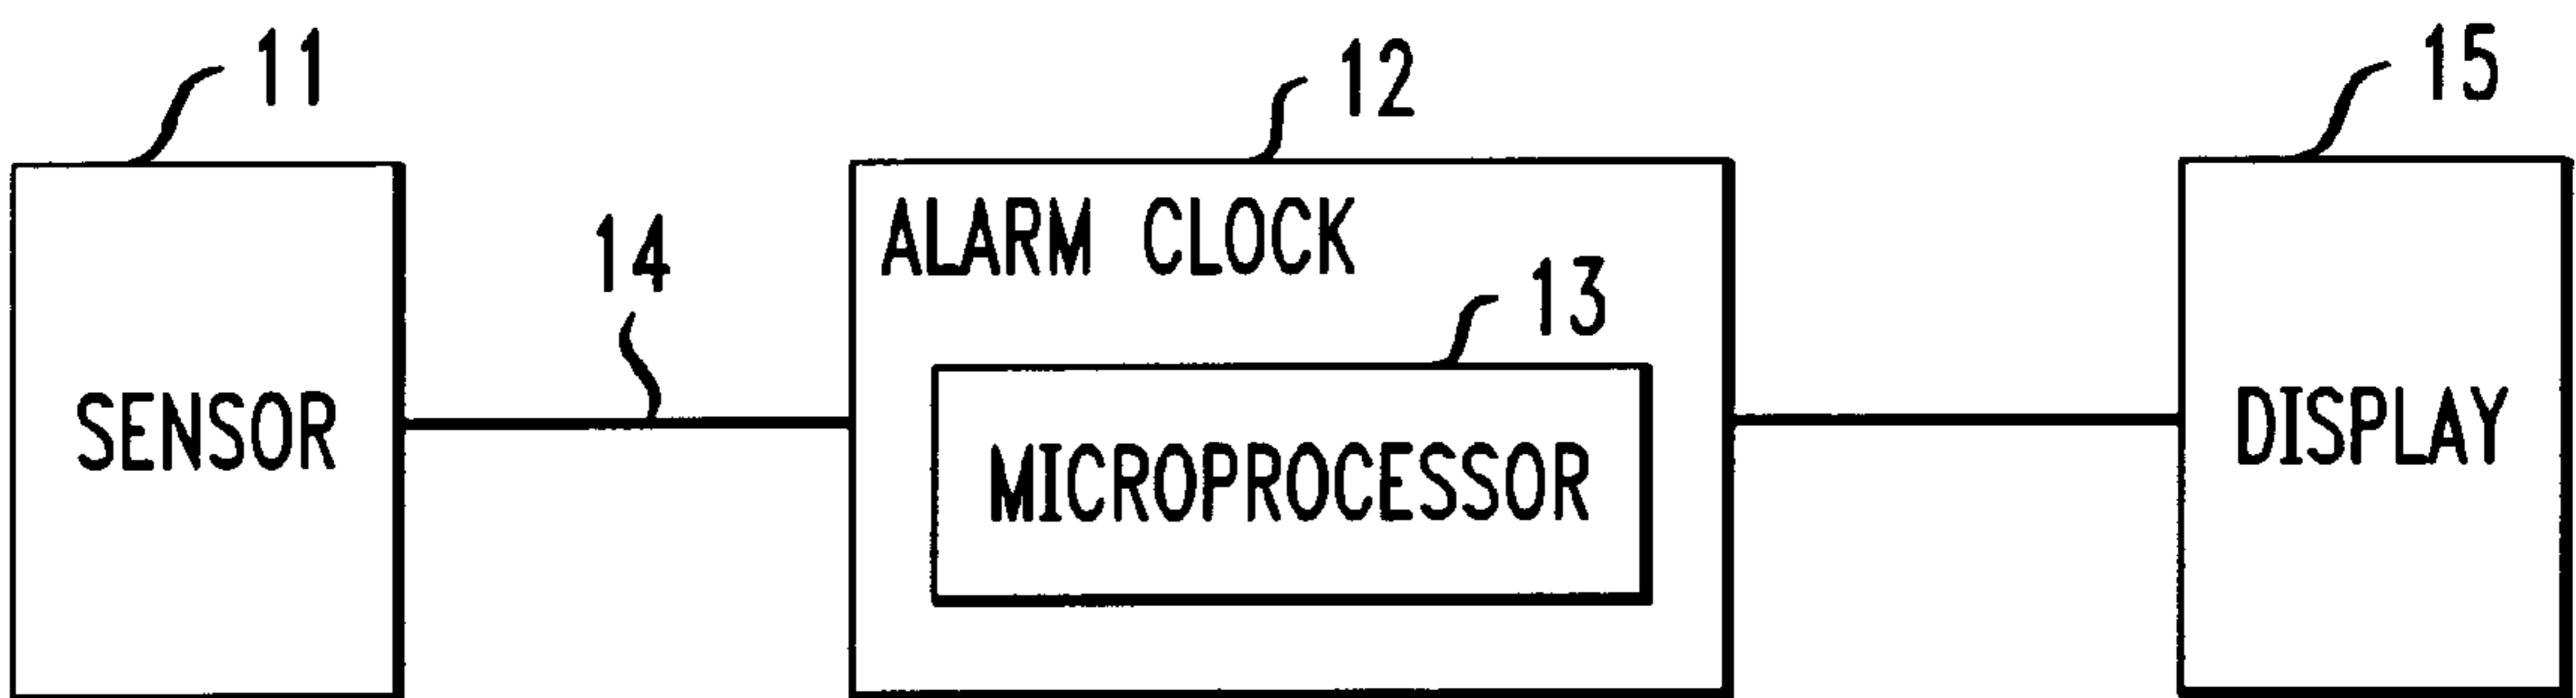 11
12
15
14
ALARM CLOCK
13
SENSOR
MICROPROCESSOR
DISPLAY